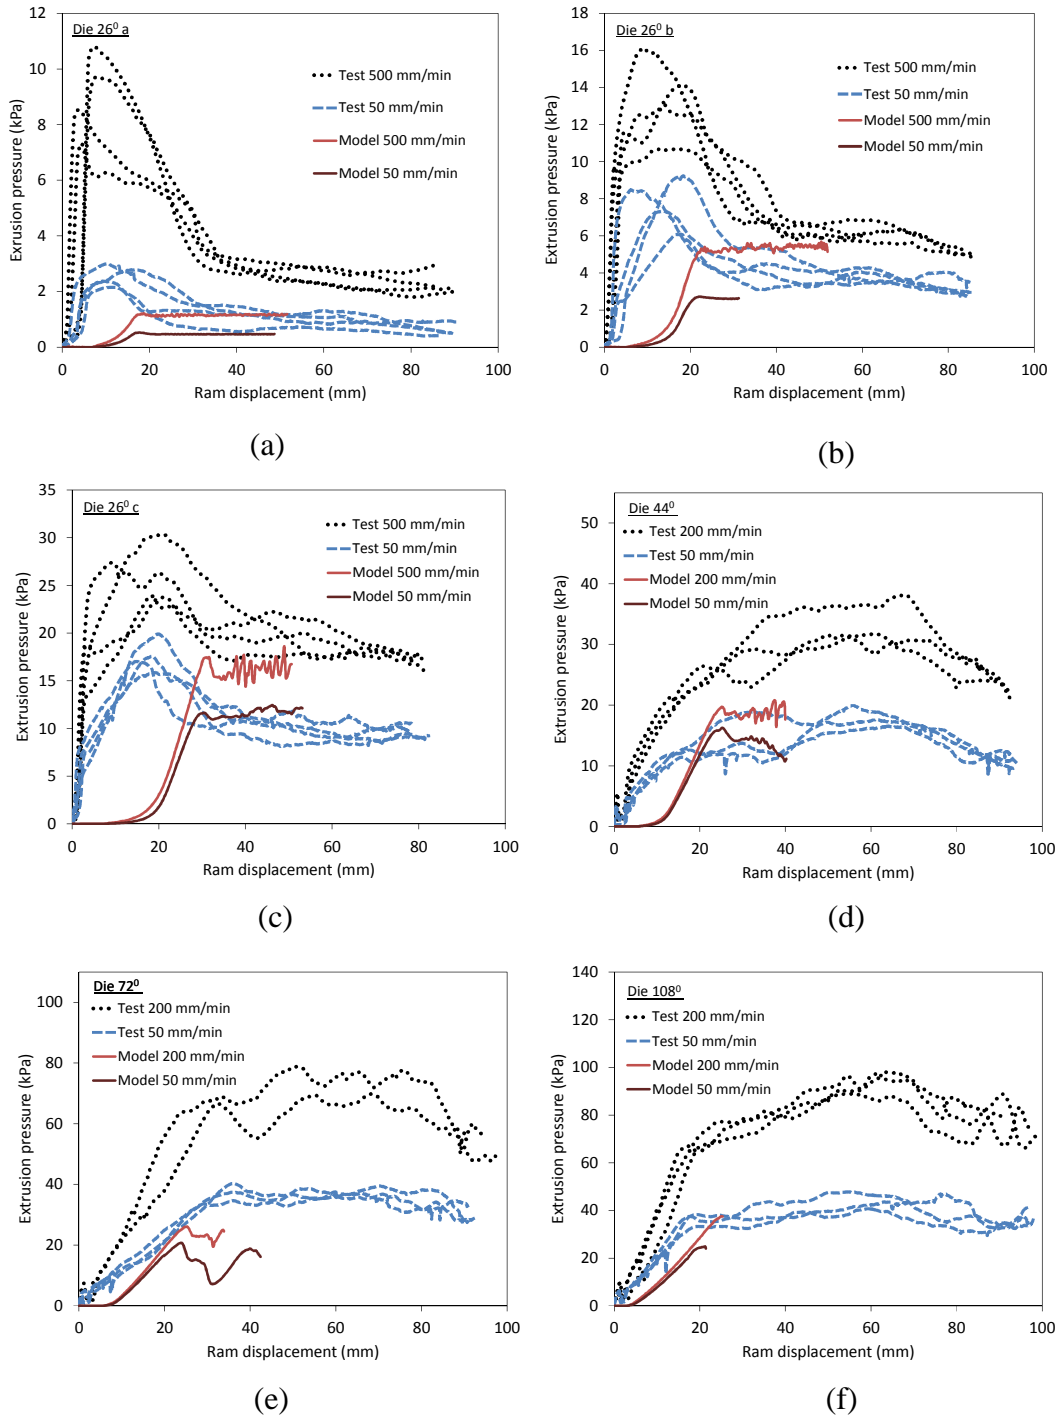 Die 26⁰ a
Test 500 mm/min
Test 50 mm/min
Model 500 mm/min
Model 50 mm/min
Exrusion pressure (kPa)
12
10
8
6
4
2
0
0 20 40 60 80 100
Ram displacement (mm)
(a)
Die 26⁰ b
Test 500 mm/min
Test 50 mm/min
Model 500 mm/min
Model 50 mm/min
Extrusion pressure (kPa)
18
16
14
12
10
8
6
4
2
0
0 20 40 60 80 100
Ram displacement (mm)
(b)
Die 26⁰ c
Test 500 mm/min
Test 50 mm/min
Model 500 mm/min
Model 50 mm/min
Extrusion pressure (kPa)
35
30
25
20
15
10
5
0
0 20 40 60 80 100
Ram displacement (mm)
(c)
Die 44⁰
Test 200 mm/min
Test 50 mm/min
Model 200 mm/min
Model 50 mm/min
Extrusion pressure (kPa)
50
40
30
20
10
0
0 20 40 60 80 100
Ram displacement (mm)
(d)
Die 72⁰
Test 200 mm/min
Test 50 mm/min
Model 200 mm/min
Model 50 mm/min
Extrusion pressure (kPa)
100
80
60
40
20
0
0 20 40 60 80 100
Ram displacement (mm)
(e)
Die 108⁰
Test 200 mm/min
Test 50 mm/min
Model 200 mm/min
Model 50 mm/min
Extrusion pressure (kPa)
140
120
100
80
60
40
20
0
0 20 40 60 80 100
Ram displacement (mm)
(f)